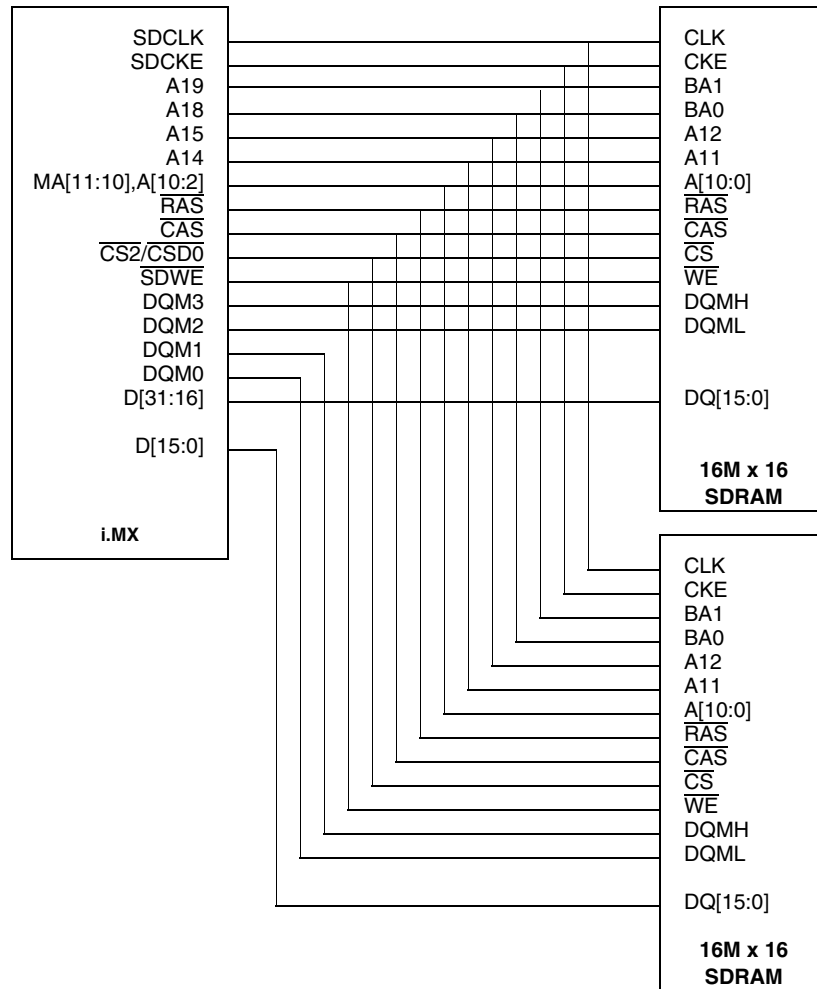 SDCLK
SDCKE
A19
A18
A15
A14
MA[11:10],A[10:2]
RAS
CAS
CS2/CSD0
SDWE
DQM3
DQM2
DQM1
DQM0
D[31:16]
D[15:0]
i.MX
CLK
CKE
BA1
BA0
A12
A11
A[10:0]
RAS
CAS
CS
WE
DQMH
DQML
DQ[15:0]
16M x 16
SDRAM
CLK
CKE
BA1
BA0
A12
A11
A[10:0]
RAS
CAS
CS
WE
DQMH
DQML
DQ[15:0]
16M x 16
SDRAM